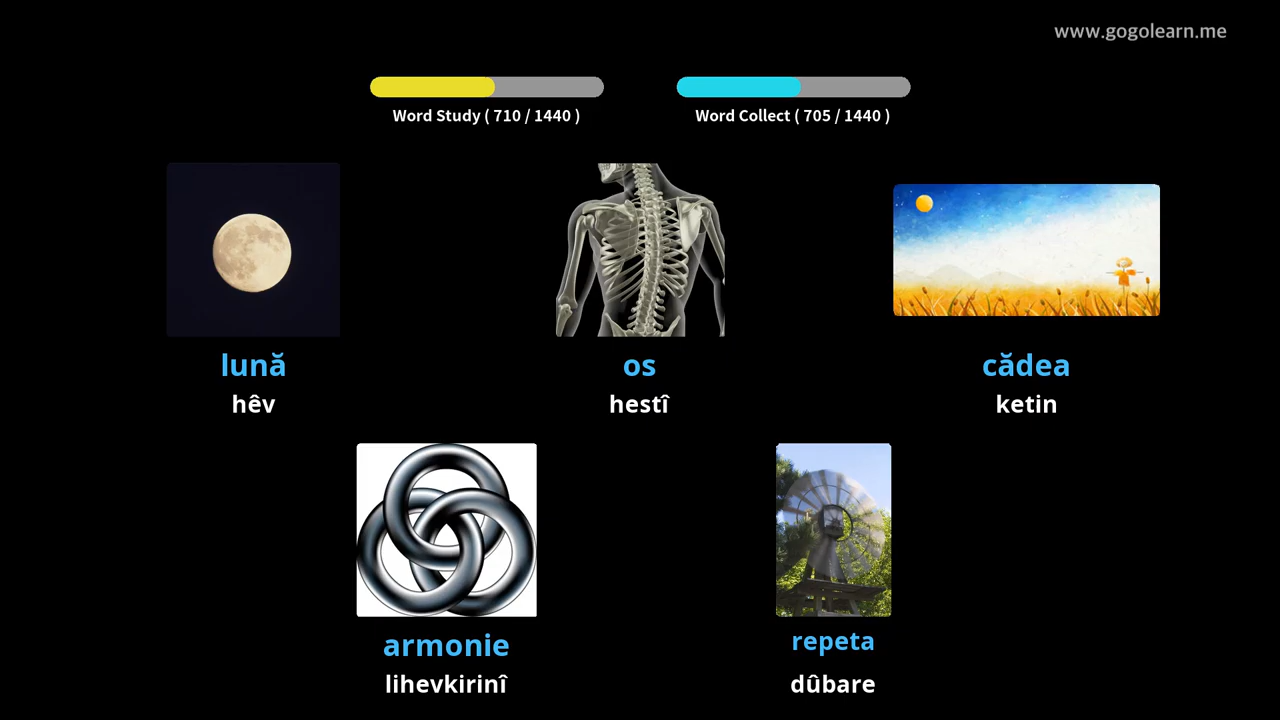 www.gogolearn.me
Word Study ( 710 / 1440 )
Word Collect ( 705 / 1440 )
lună
hêv
os
hestî
cădea
ketin
armonie
lihevkirinî
repeta
dûbare